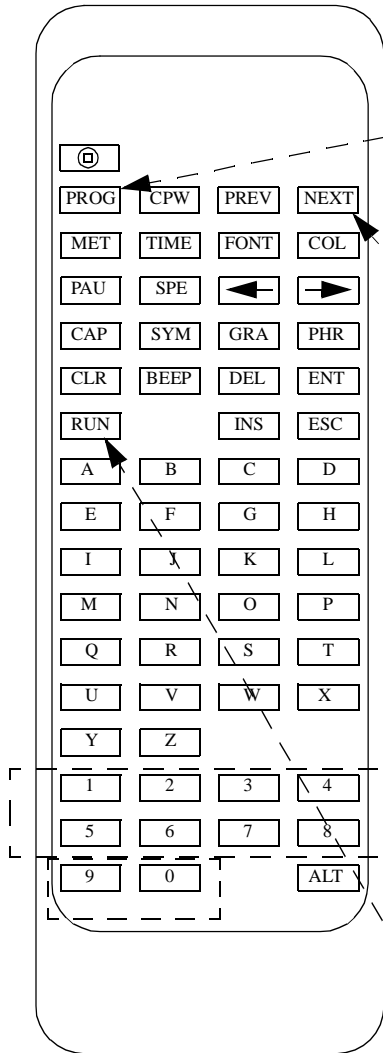 PROG CPW PREV NEXT
MET TIME FONT COL
PAU SPE
CAP SYM GRA PHR
CLR BEEP DEL ENT
RUN INS ESC
A B C D
E F G H
I J K L
M N O P
Q R S T
U V W X
Y Z
1 2 3 4
5 6 7 8
9 0 ALT